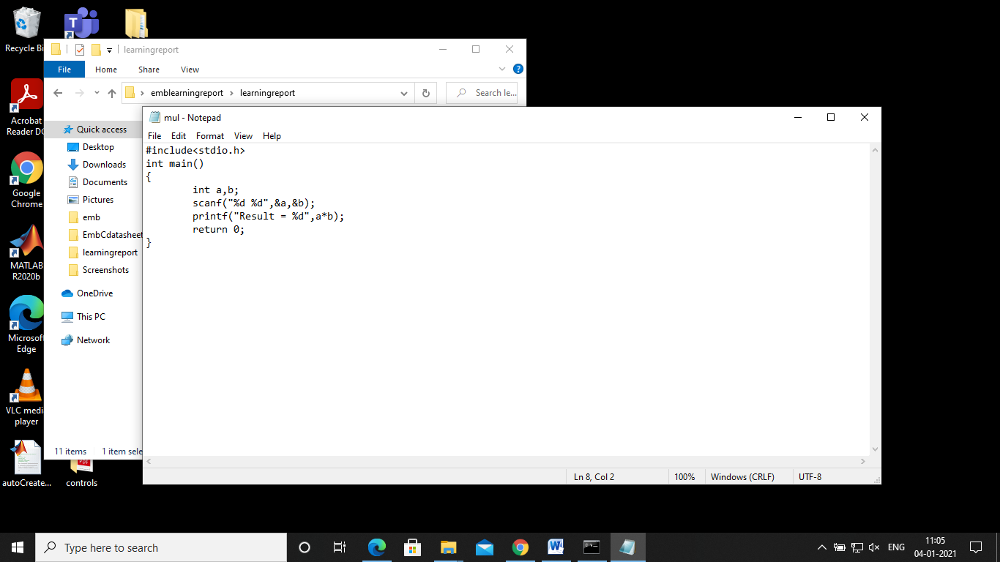 Recycle Bi
learningreport
File Home Share View
emblearningreport > learningreport
Search le...
Acrobat
Reader DC
Google
Chrome
MATLAB
R2020b
Microsoft
Edge
VLC medi
player
autoCreate...
controls
Quick access
Desktop
Downloads
Documents
Pictures
emb
EmbCdatasheet
learningreport
Screenshots
OneDrive
This PC
Network
11 items 1 item sele
mul - Notepad
File Edit Format View Help
#include<stdio.h>
int main()
{
int a,b;
scanf("%d %d",&a,&b);
printf("Result = %d",a*b);
return 0;
}
Ln 8, Col 2 100% Windows (CRLF) UTF-8
Type here to search
ENG
11:05
04-01-2021